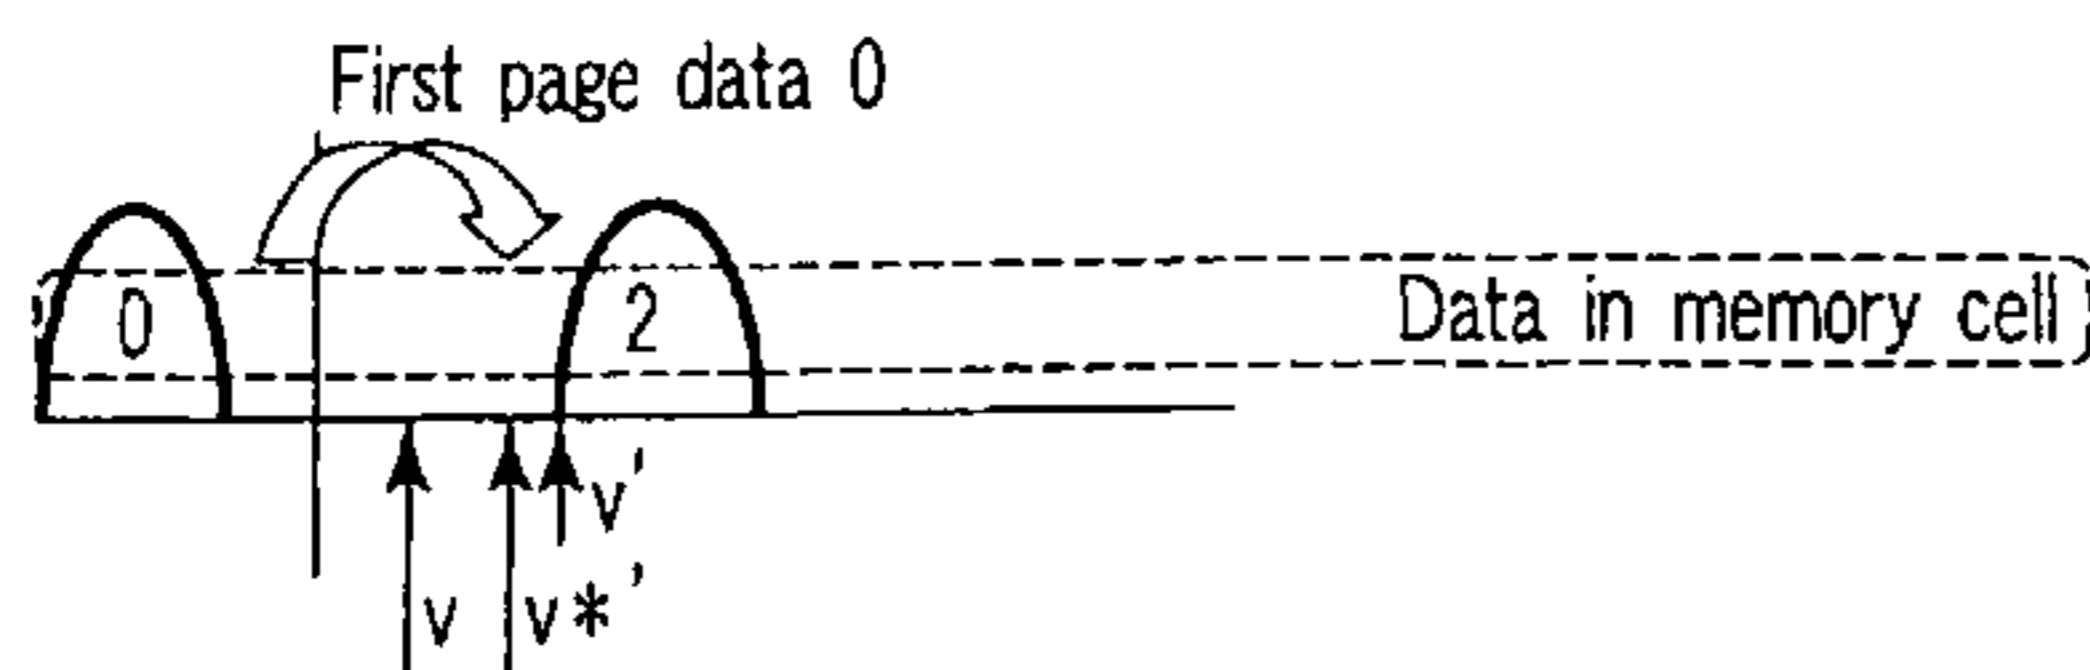 First page data 0
0 2 Data in memory cell
v'
v v*'